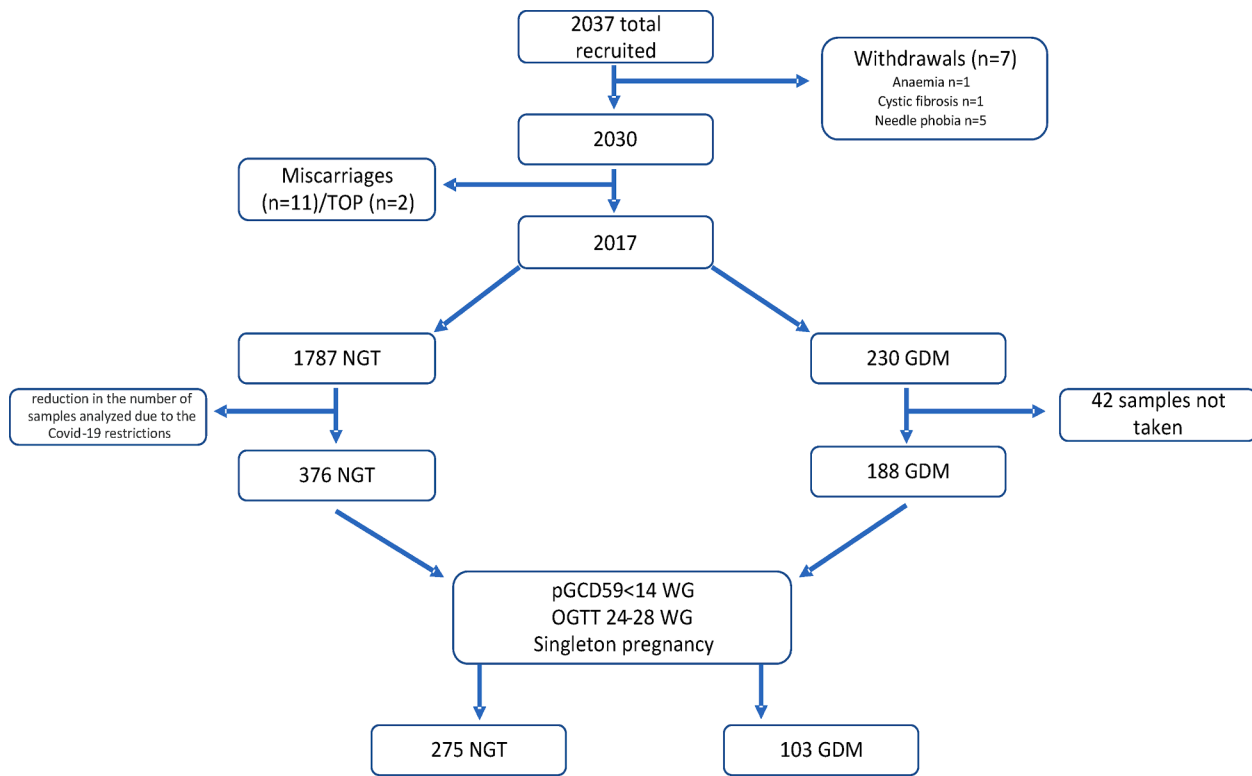 2037 total
recruited
Withdrawals (n=7)
Anaemia n=1
Cystic fibrosis n=1
Needle phobia n=5
2030
Miscarriages
(n=11)/TOP (n=2)
2017
1787 NGT
230 GDM
reduction in the number of
samples analyzed due to the
Covid-19 restrictions
42 samples not
taken
376 NGT
188 GDM
pGCD59<14 WG
OGTT 24-28 WG
Singleton pregnancy
275 NGT
103 GDM